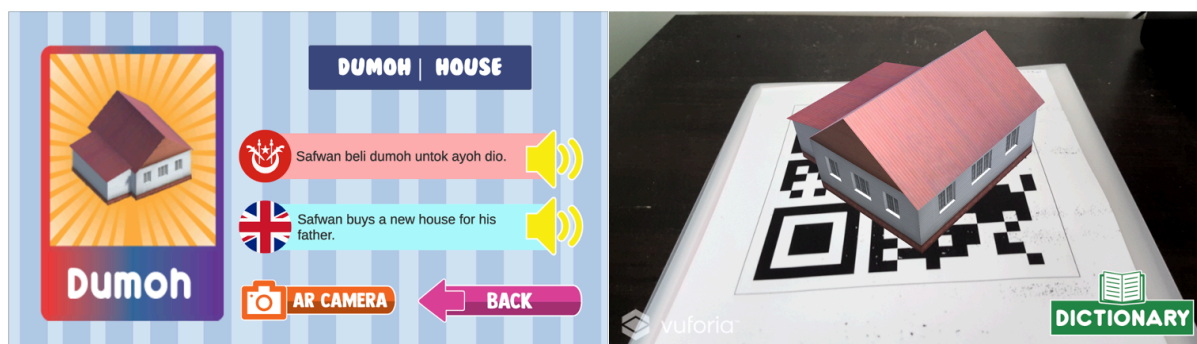 DUMOH | HOUSE
Safwan beli dumoh untok ayoh dio.
Safwan buys a new house for his
father.
Dumoh
AR CAMERA
BACK
vuforia™
DICTIONARY